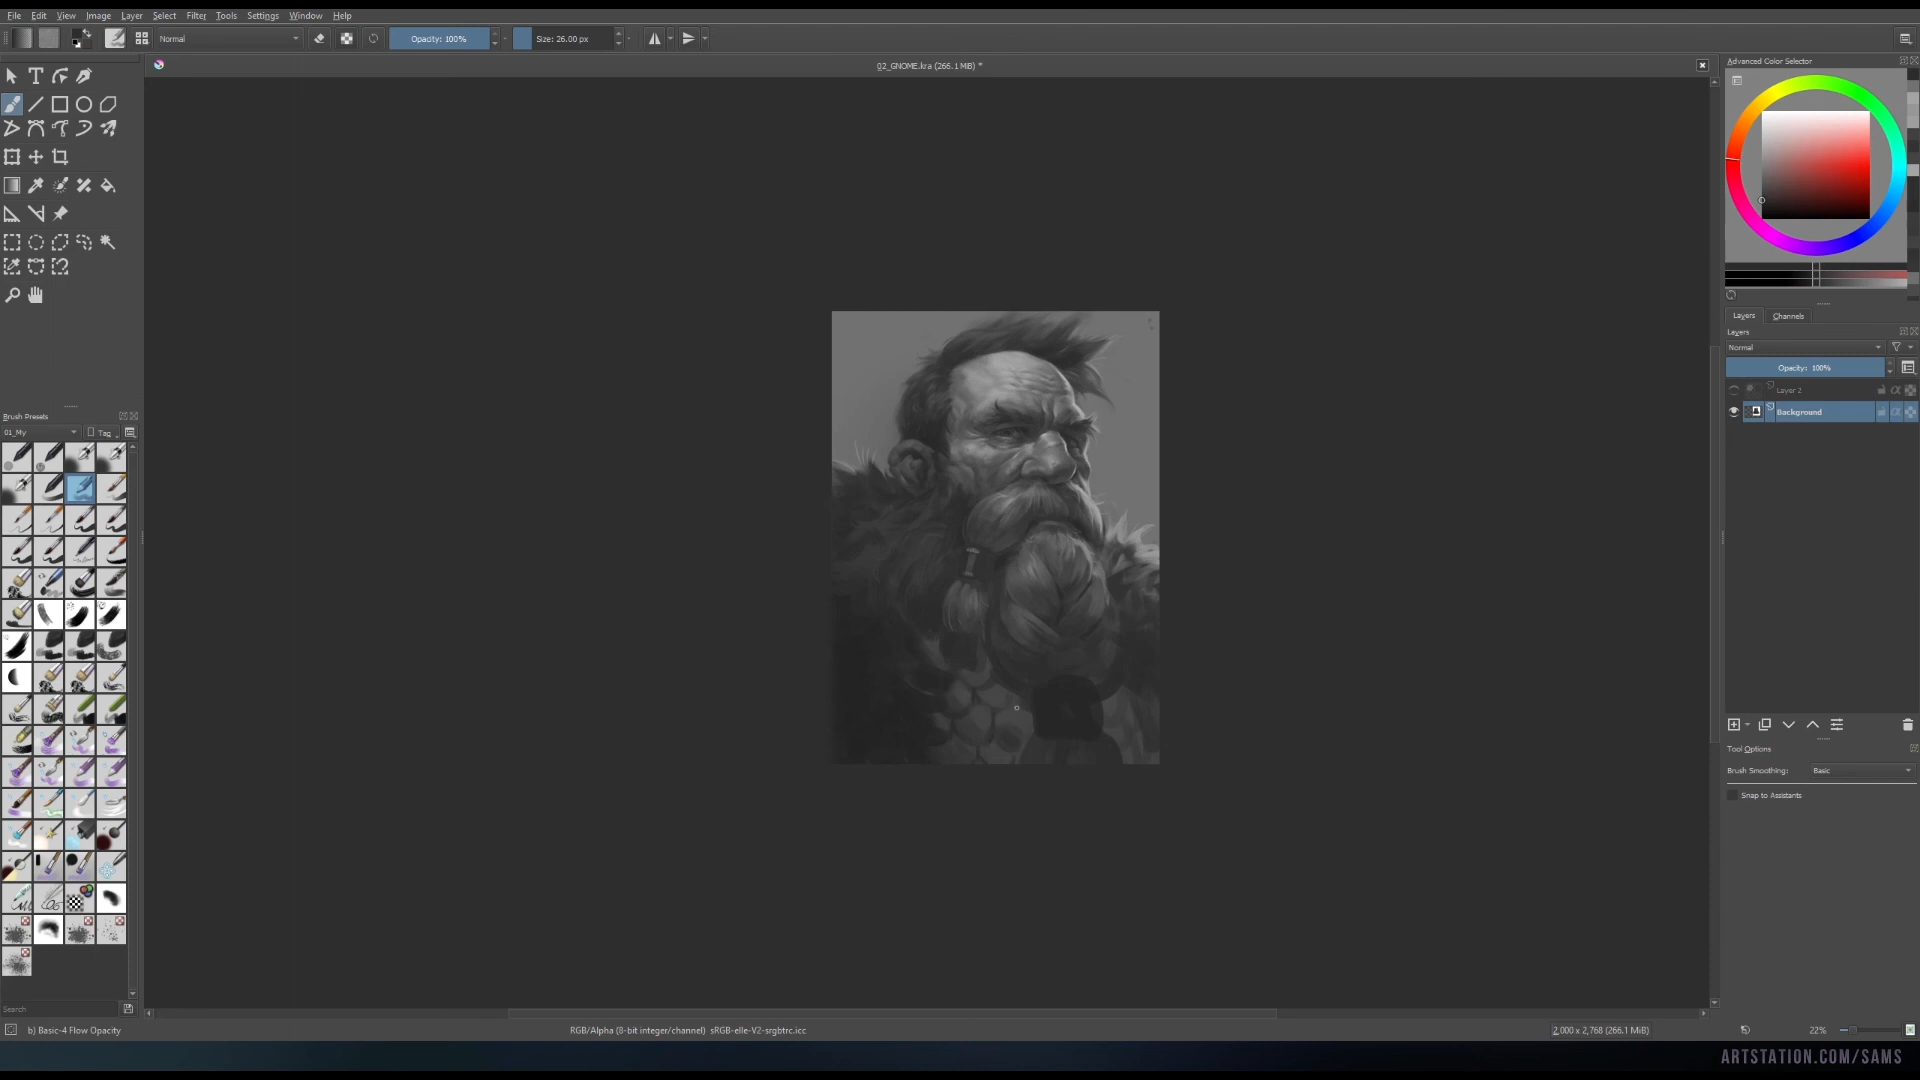 File Edit View Image Layer Select Filter Tools Settings Window Help
Normal Opacity: 100% Size: 26.00 px
02_GNOME.kra (266.1 MiB) *
Advanced Color Selector
Layers Channels
Layers
Normal
Opacity: 100%
Layer 2
Background
Brush Presets
01_My Tag
Tool Options
Brush Smoothing: Basic
Snap to Assistants
Search
b) Basic-4 Flow Opacity RGB/Alpha (8-bit integer/channel) sRGB-elle-V2-srgbtrc.icc 2,000 x 2,768 (266.1 MiB) 22%
ARTSTATION.COM/SAMS